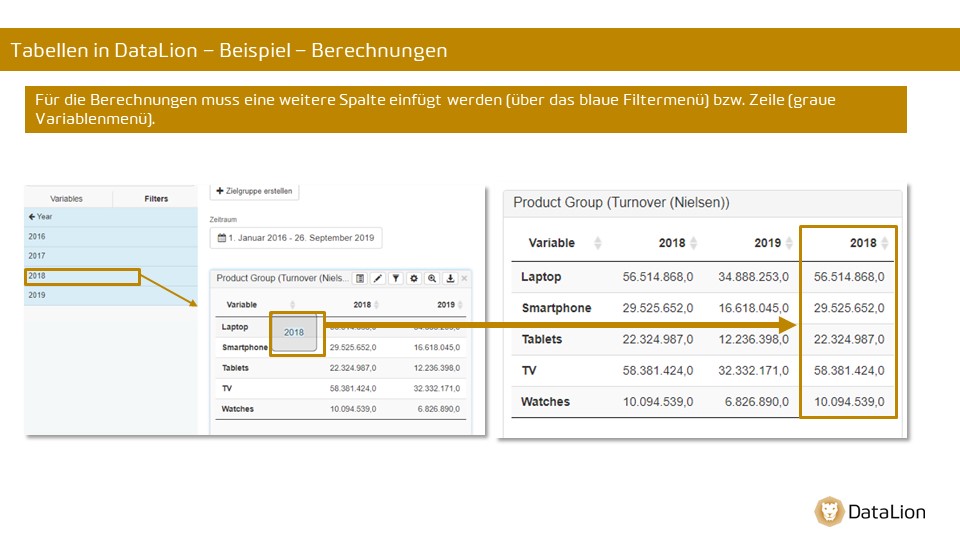 Tabellen in DataLion – Beispiel – Berechnungen
Für die Berechnungen muss eine weitere Spalte einfügt werden (über das blaue Filtermenü) bzw. Zeile (graue
Variablenmenü).
Variables Filters
Year
2016
2017
2018
2019
Zielgruppe erstellen
Zeitraum
1. Januar 2016 - 26. September 2019
Product Group (Turnover (Niels...
Variable 2018 2019
Laptop
2018
Smartphone 29.525.652,0 16.618.045,0
Tablets 22.324.987,0 12.236.398,0
TV 58.381.424,0 32.332.171,0
Watches 10.094.539,0 6.826.890,0
Product Group (Turnover (Nielsen))
Variable 2018 2019 2018
Laptop 56.514.868,0 34.888.253,0 56.514.868,0
Smartphone 29.525.652,0 16.618.045,0 29.525.652,0
Tablets 22.324.987,0 12.236.398,0 22.324.987,0
TV 58.381.424,0 32.332.171,0 58.381.424,0
Watches 10.094.539,0 6.826.890,0 10.094.539,0
DataLion